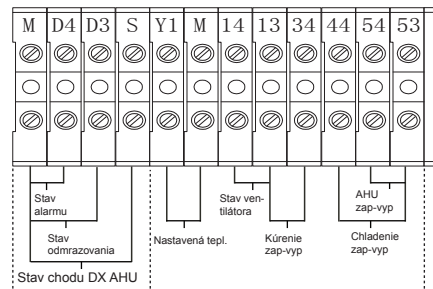 M D4 D3 S Y1 M 14 13 34 44 54 53
Stav
alarmu
Stav
odmrazovania
Stav chodu DX AHU
Nastavená tepl.
Stav ven-
tilátora
Kúrenie
zap-vyp
AHU
zap-vyp
Chladenie
zap-vyp